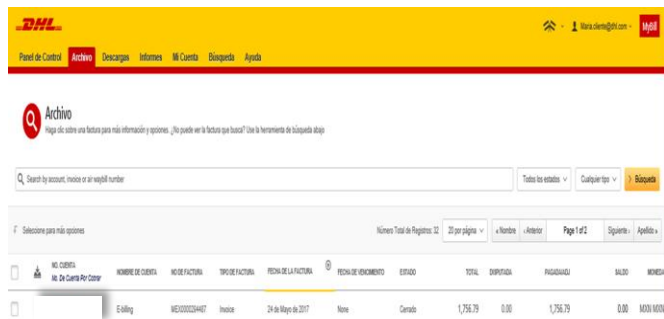 DHL
Maria.cliente@dhl.com
MyBill
Panel de Control Archivo Descargas Informes Mi Cuenta Búsqueda Ayuda
Archivo
Haga clic sobre una factura para más información y opciones. ¿No puede ver la factura que busca? Use la herramienta de búsqueda abajo
Search by account, invoice or air waybill number
Todos los estados Cualquier tipo Búsqueda
Seleccione para más opciones Número Total de Registros: 32 20 por página « Nombre ‹ Anterior Page 1 of 2 Siguiente › Apellido »
NO. CUENTA
No. De Cuenta Por Cobrar
NOMBRE DE CUENTA NO DE FACTURA TIPO DE FACTURA FECHA DE LA FACTURA FECHA DE VENCIMIENTO ESTADO TOTAL DISPUTADA PAGADA/ADJ SALDO MONEDA
E-billing Invoice 24 de Mayo de 2017 None Cerrado 1,756.79 0.00 1,756.79 0.00 MXN MXN